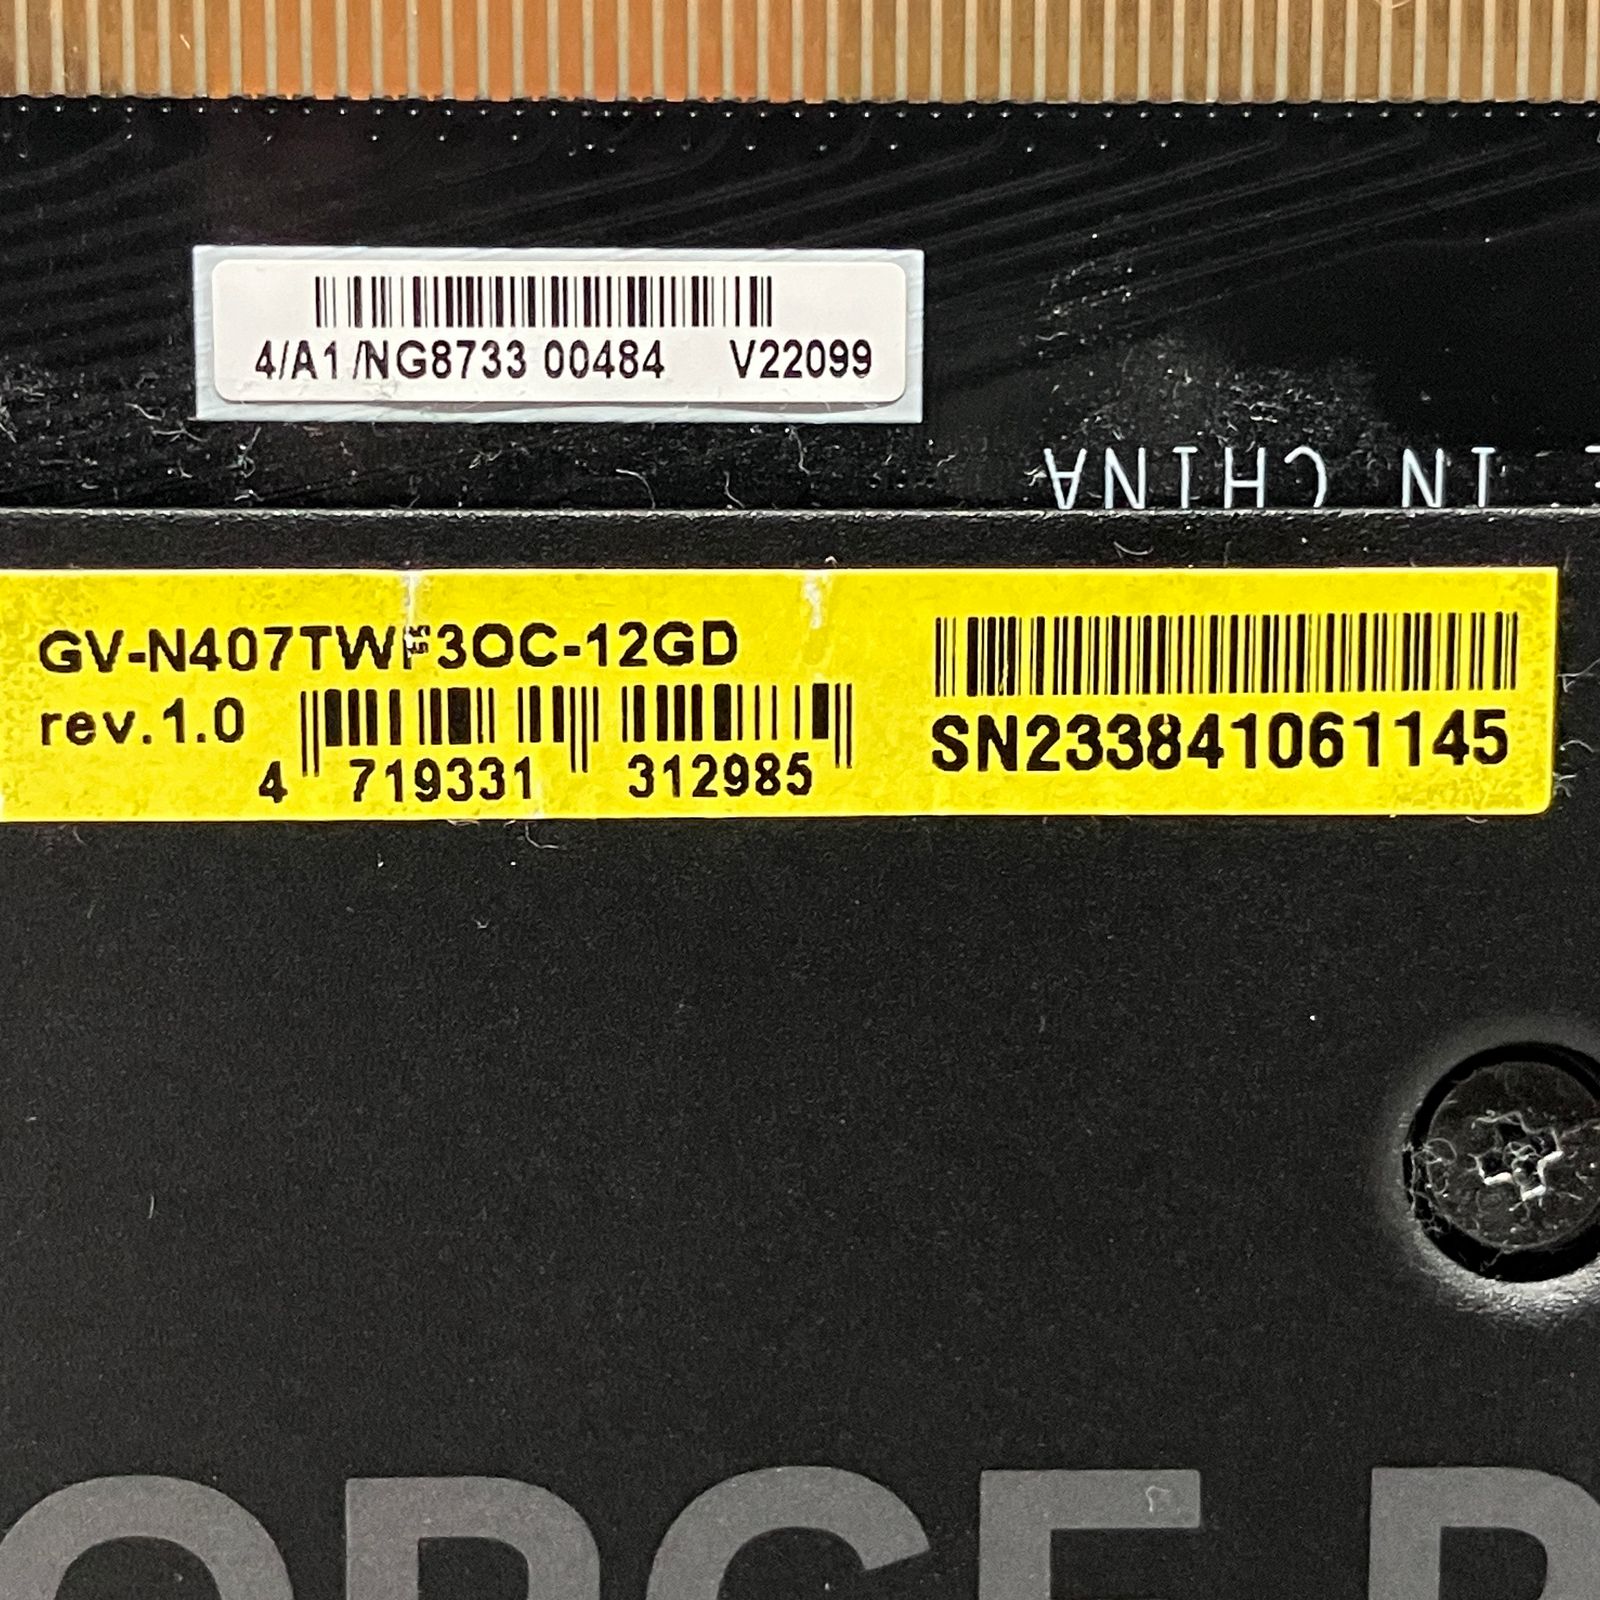 4/A1 /NG8733 00484 V22099
IN CHINA
GV-N407TWF3OC-12GD
rev.1.0
4 719331 312985
SN233841061145